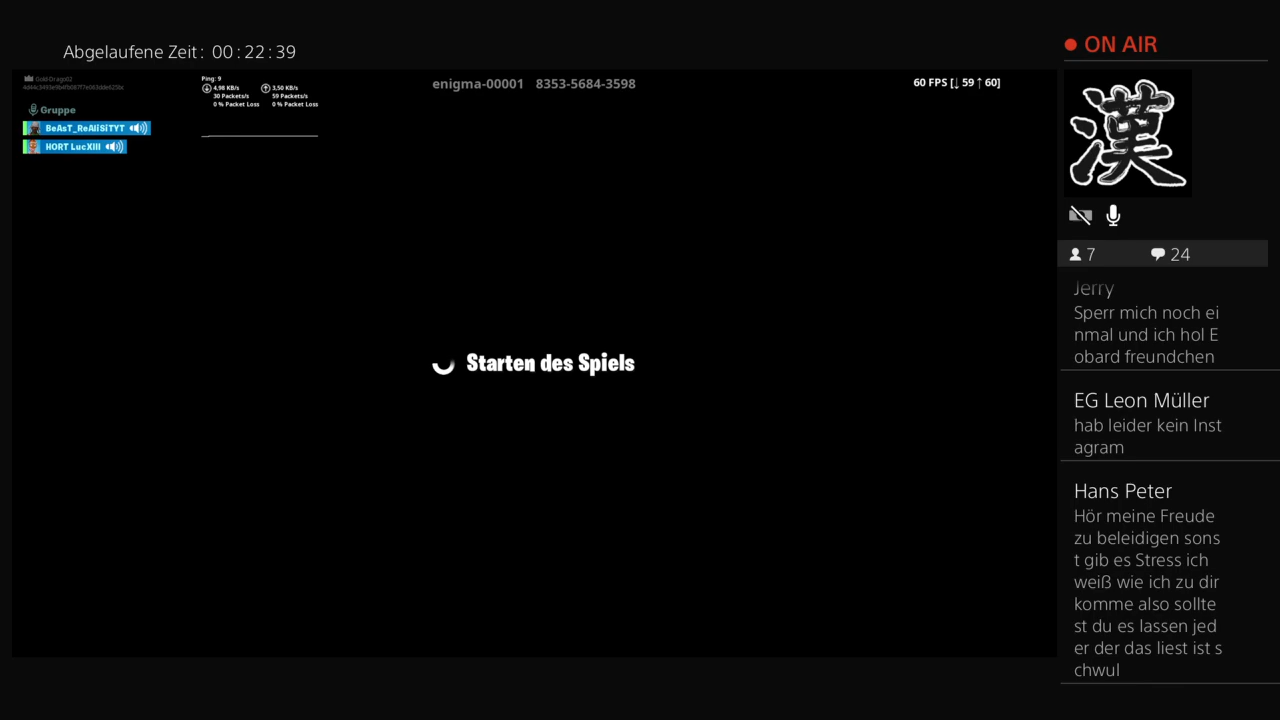 Abgelaufene Zeit: 00:22:39
ON AIR
Gold-Drago02
Ping: 9
4,98 KB/s 3,50 KB/s
30 Packets/s 59 Packets/s
0 % Packet Loss 0 % Packet Loss
enigma-00001 8353-5684-3598
60 FPS [↓ 59 ↑ 60]
Gruppe
BeAsT_ReAliSiTYT
HORT LucXIII
Starten des Spiels
漢
7 24
Jerry
Sperr mich noch ei
nmal und ich hol E
obard freundchen
EG Leon Müller
hab leider kein Inst
agram
Hans Peter
Hör meine Freude
zu beleidigen sons
t gib es Stress ich
weiß wie ich zu dir
komme also sollte
st du es lassen jed
er der das liest ist s
chwul